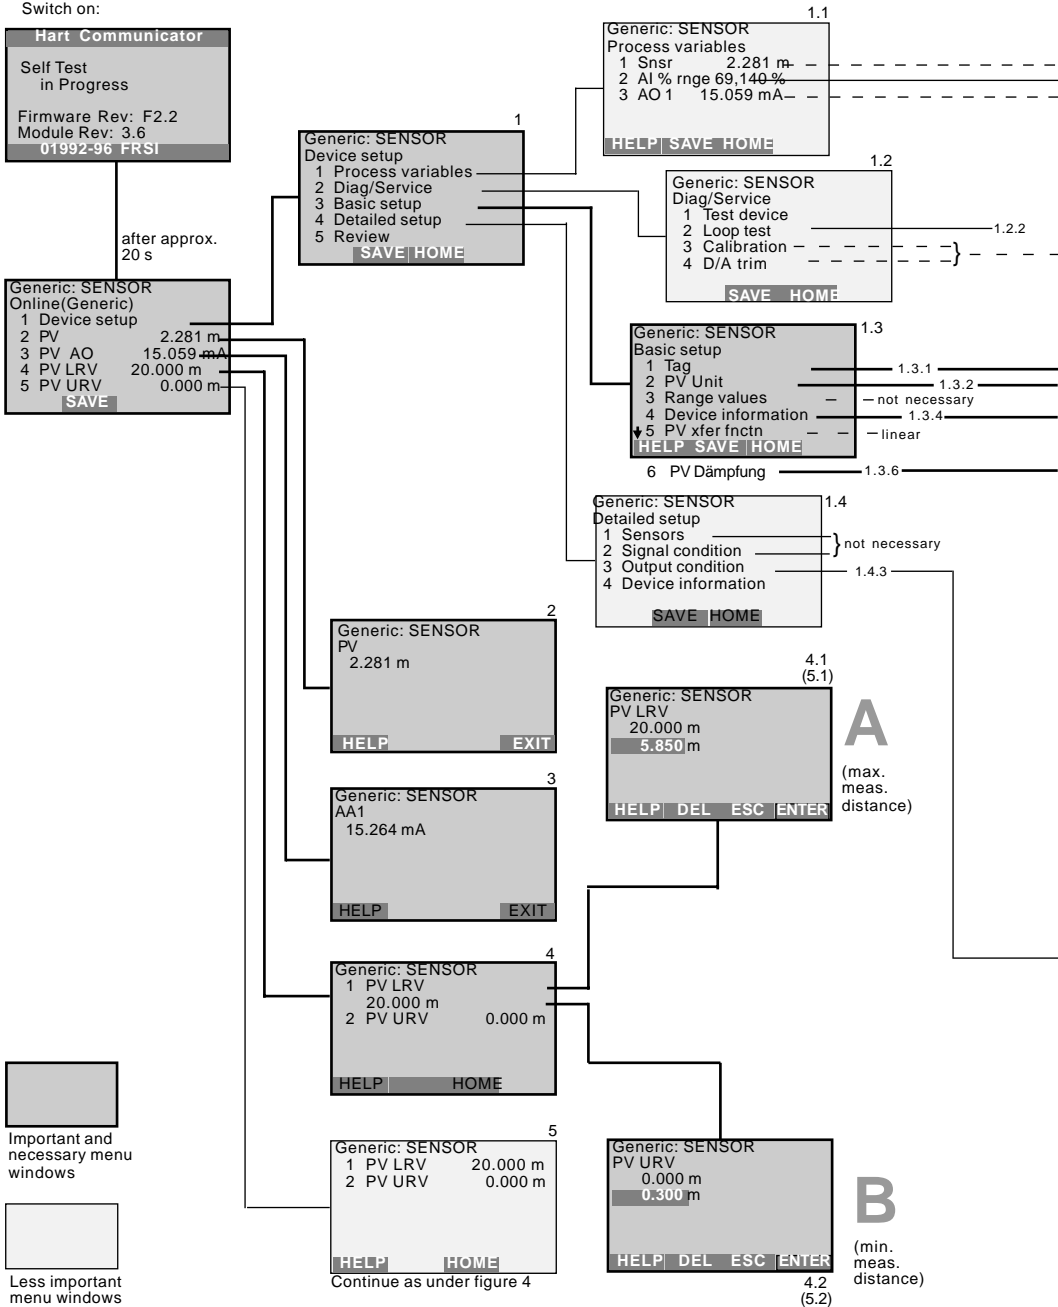 Switch on:
Hart Communicator
Self Test
in Progress
Firmware Rev: F2.2
Module Rev: 3.6
01992-96 FRSI
after approx.
20 s
Generic: SENSOR
Online(Generic)
1 Device setup
2 PV 2.281 m
3 PV AO 15.059 mA
4 PV LRV 20.000 m
5 PV URV 0.000 m
SAVE
1
Generic: SENSOR
Device setup
1 Process variables
2 Diag/Service
3 Basic setup
4 Detailed setup
5 Review
SAVE HOME
1.1
Generic: SENSOR
Process variables
1 Snsr 2.281 m
2 AI % rnge 69,140 %
3 AO 1 15.059 mA
HELP SAVE HOME
1.2
Generic: SENSOR
Diag/Service
1 Test device
2 Loop test
3 Calibration
4 D/A trim
SAVE HOME
1.2.2
}
1.3
Generic: SENSOR
Basic setup
1 Tag
2 PV Unit
3 Range values
4 Device information
5 PV xfer fnctn
HELP SAVE HOME
6 PV Dämpfung
1.3.1
1.3.2
not necessary
1.3.4
linear
1.3.6
1.4
Generic: SENSOR
Detailed setup
1 Sensors
2 Signal condition
3 Output condition
4 Device information
SAVE HOME
} not necessary
1.4.3
2
Generic: SENSOR
PV
2.281 m
HELP EXIT
3
Generic: SENSOR
AA1
15.264 mA
HELP EXIT
4
Generic: SENSOR
1 PV LRV
20.000 m
2 PV URV 0.000 m
HELP HOME
5
Generic: SENSOR
1 PV LRV 20.000 m
2 PV URV 0.000 m
HELP HOME
Continue as under figure 4
4.1
(5.1)
Generic: SENSOR
PV LRV
20.000 m
5.850 m
HELP DEL ESC ENTER
A
(max.
meas.
distance)
Generic: SENSOR
PV URV
0.000 m
0.300 m
HELP DEL ESC ENTER
4.2
(5.2)
B
(min.
meas.
distance)
Important and
necessary menu
windows
Less important
menu windows